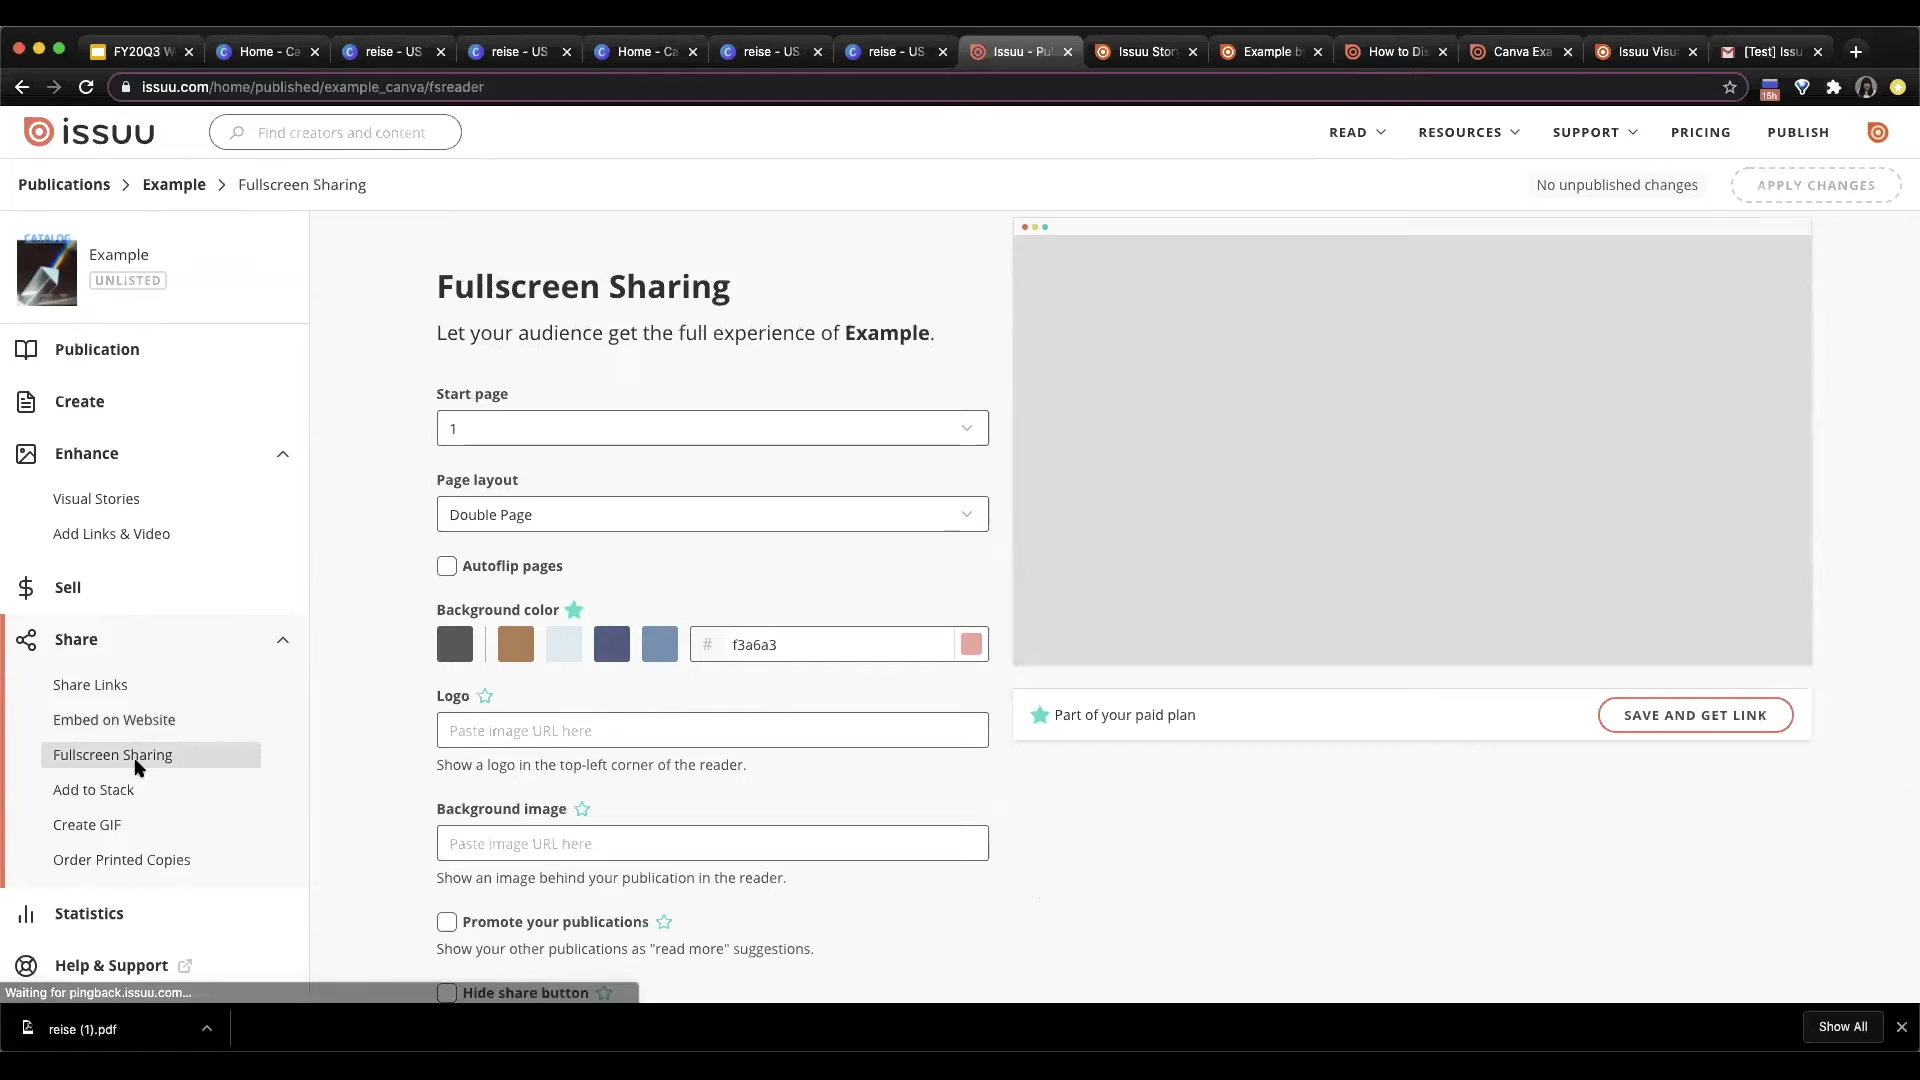 FY20Q3 W
Home - Ca
reise - US
reise - US
Home - Ca
reise - US
reise - US
Issuu - Pu
Issuu Stor
Example b
How to Dis
Canva Exa
Issuu Visu
[Test] Issu
issuu.com/home/published/example_canva/fsreader
15h
issuu
Find creators and content
READ
RESOURCES
SUPPORT
PRICING
PUBLISH
Publications > Example > Fullscreen Sharing
No unpublished changes
APPLY CHANGES
CATALOG
Example
UNLISTED
Publication
Create
Enhance
Visual Stories
Add Links & Video
Sell
Share
Share Links
Embed on Website
Fullscreen Sharing
Add to Stack
Create GIF
Order Printed Copies
Statistics
Help & Support
Fullscreen Sharing
Let your audience get the full experience of Example.
Start page
1
Page layout
Double Page
Autoflip pages
Background color
# f3a6a3
Logo
Paste image URL here
Show a logo in the top-left corner of the reader.
Background image
Paste image URL here
Show an image behind your publication in the reader.
Promote your publications
Show your other publications as "read more" suggestions.
Hide share button
Part of your paid plan
SAVE AND GET LINK
Waiting for pingback.issuu.com...
reise (1).pdf
Show All